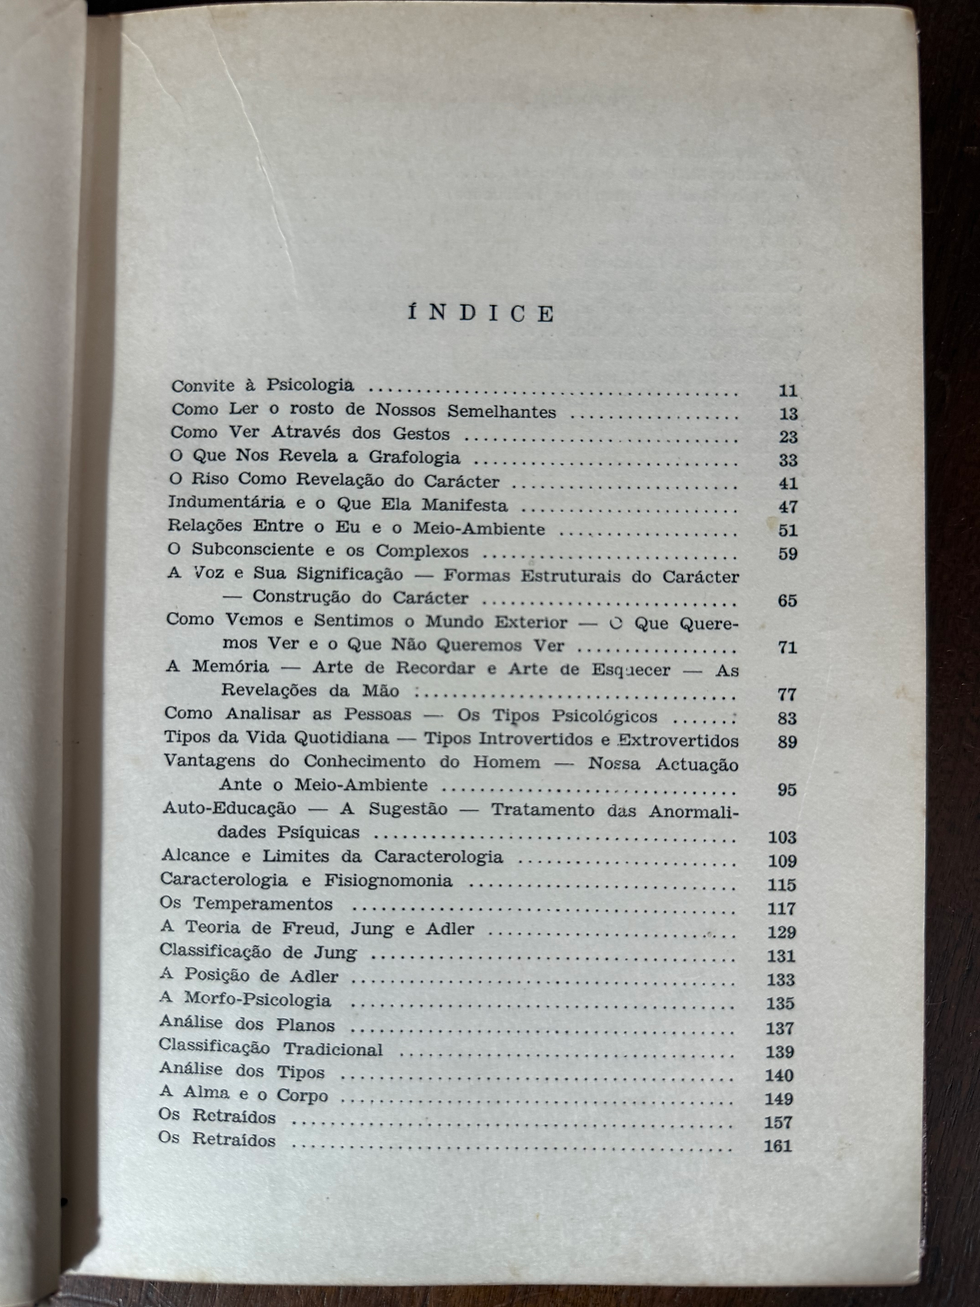 ÍNDICE
Convite à Psicologia ........................................ 11
Como Ler o rosto de Nossos Semelhantes .................. 13
Como Ver Através dos Gestos ............................. 23
O Que Nos Revela a Grafologia ............................ 33
O Riso Como Revelação do Carácter ........................ 41
Indumentária e o Que Ela Manifesta ....................... 47
Relações Entre o Eu e o Meio-Ambiente ................... 51
O Subconsciente e os Complexos ........................... 59
A Voz e Sua Significação — Formas Estruturais do Carácter
— Construção do Carácter ........................... 65
Como Vemos e Sentimos o Mundo Exterior — O Que Quere-
mos Ver e o Que Não Queremos Ver ................. 71
A Memória — Arte de Recordar e Arte de Esquecer — As
Revelações da Mão .................................. 77
Como Analisar as Pessoas — Os Tipos Psicológicos ....... 83
Tipos da Vida Quotidiana — Tipos Introvertidos e Extrovertidos 89
Vantagens do Conhecimento do Homem — Nossa Actuação
Ante o Meio-Ambiente ............................... 95
Auto-Educação — A Sugestão — Tratamento das Anormali-
dades Psíquicas ...................................... 103
Alcance e Limites da Caracterologia ....................... 109
Caracterologia e Fisiognomonia ............................ 115
Os Temperamentos ......................................... 117
A Teoria de Freud, Jung e Adler .......................... 129
Classificação de Jung ...................................... 131
A Posição de Adler ......................................... 133
A Morfo-Psicologia ......................................... 135
Análise dos Planos ......................................... 137
Classificação Tradicional .................................... 139
Análise dos Tipos .......................................... 140
A Alma e o Corpo .......................................... 149
Os Retraídos ............................................... 157
Os Retraídos ............................................... 161